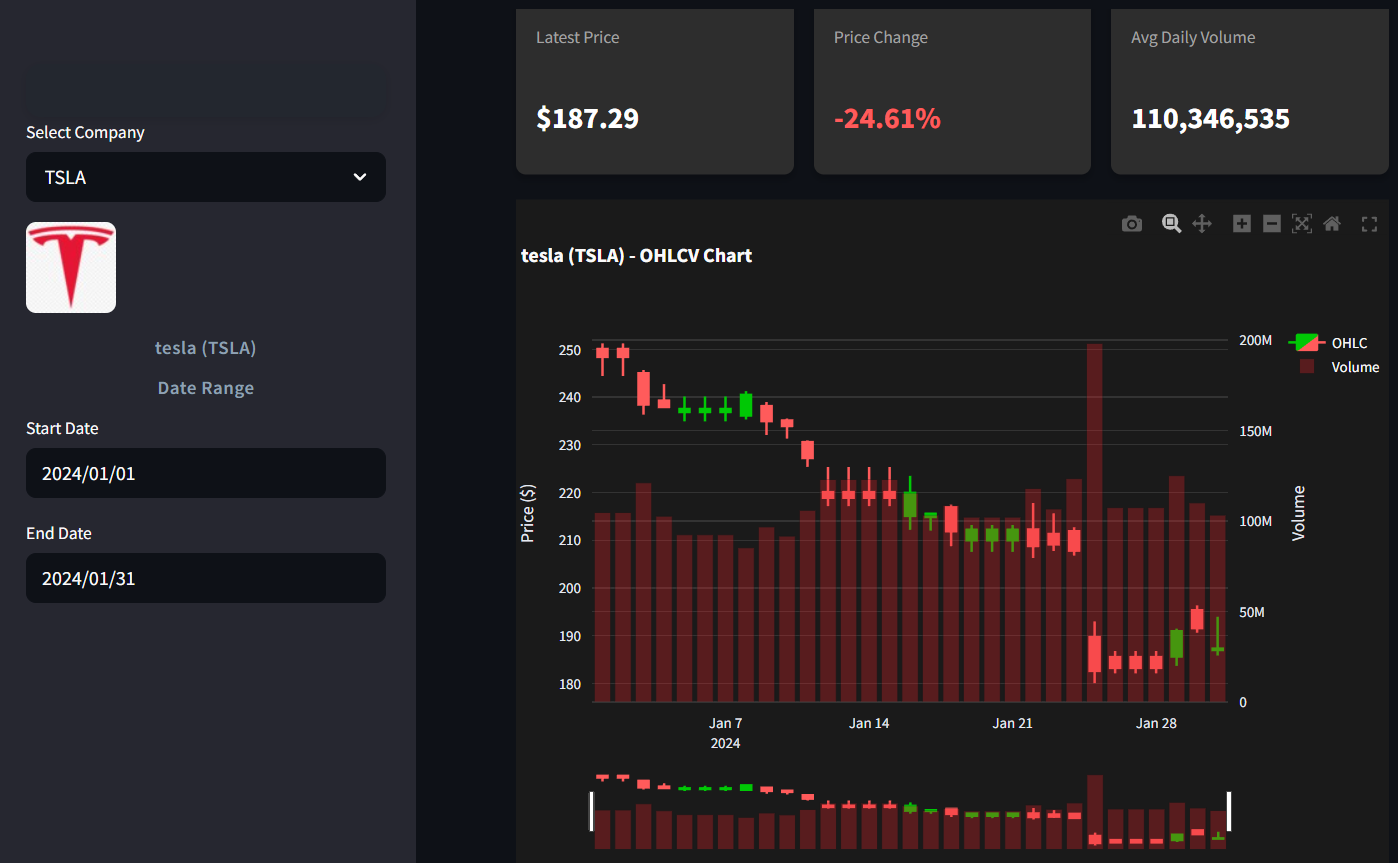 Select Company
TSLA
tesla (TSLA)
Date Range
Start Date
2024/01/01
End Date
2024/01/31
Latest Price
$187.29
Price Change
-24.61%
Avg Daily Volume
110,346,535
tesla (TSLA) - OHLCV Chart
OHLC
Volume
Price ($)
250
240
230
220
210
200
190
180
200M
150M
100M
50M
0
Volume
Jan 7
2024
Jan 14
Jan 21
Jan 28